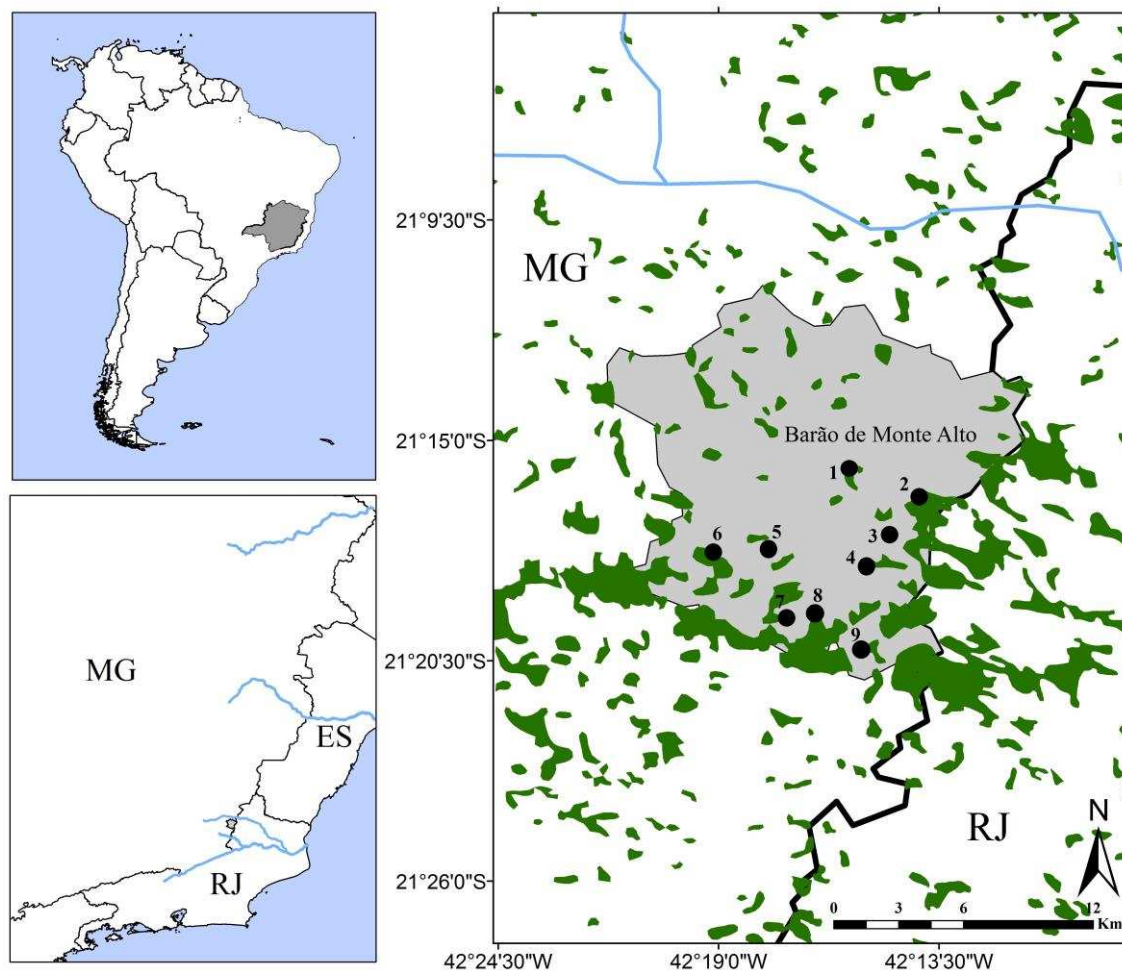 MG
ES
RJ
21°9'30"S
MG
Barão de Monte Alto
21°15'0"S
1
2
3
4
5
6
7
8
9
21°20'30"S
RJ
N
21°26'0"S
0 3 6 12
Km
42°24'30"W 42°19'0"W 42°13'30"W